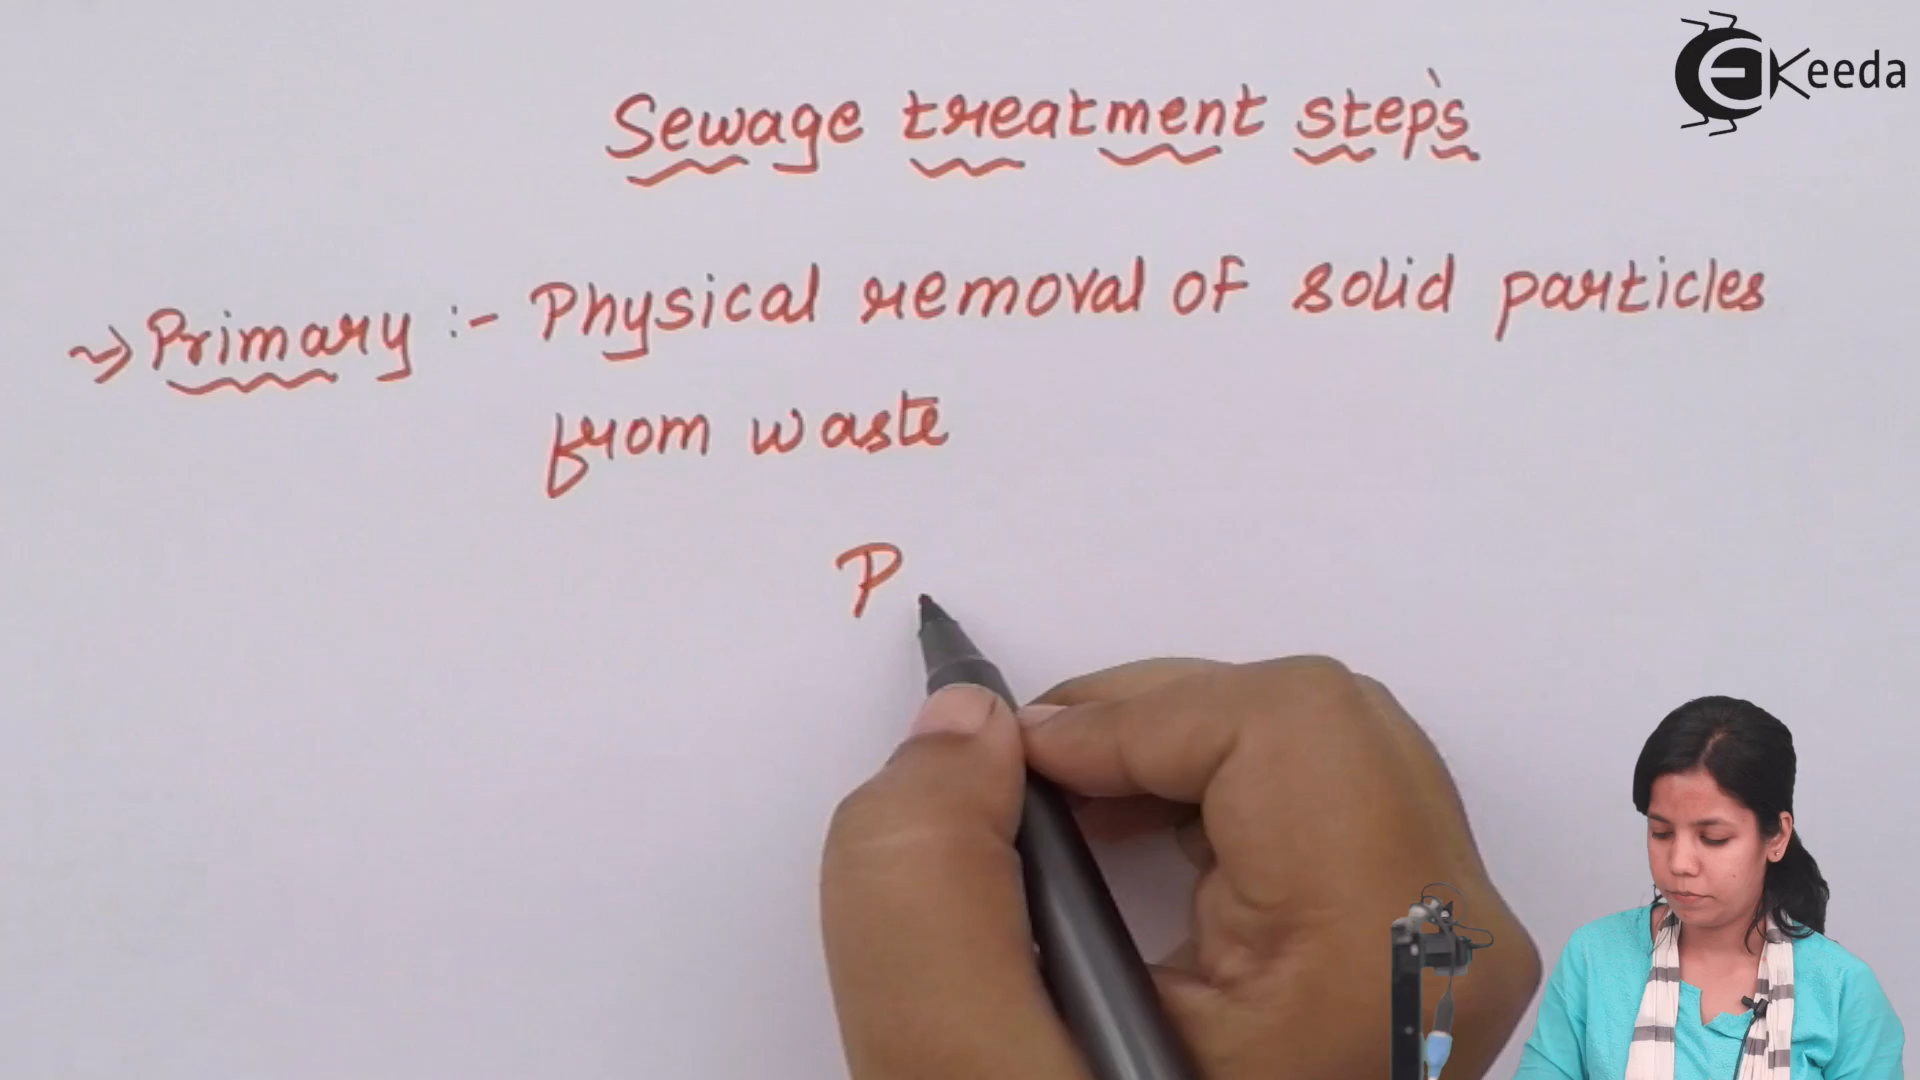 Ekeeda
Sewage treatment steps
→ Primary :- Physical removal of solid particles
from waste
P